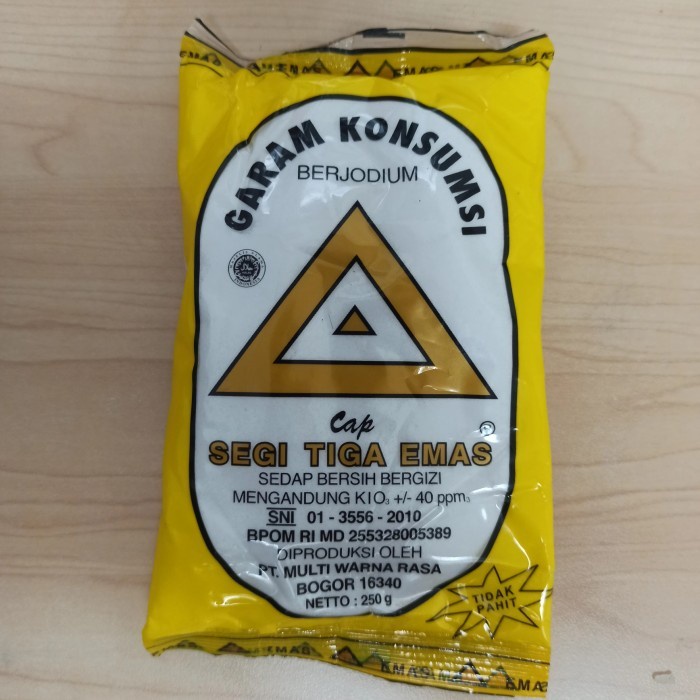 GARAM KONSUMSI
BERJODIUM
Cap
SEGI TIGA EMAS
SEDAP BERSIH BERGIZI
MENGANDUNG KIO₃ +/- 40 ppm
SNI 01 - 3556 - 2010
BPOM RI MD 255328005389
DIPRODUKSI OLEH
PT. MULTI WARNA RASA
BOGOR 16340
NETTO : 250 g
TIDAK
PAHIT